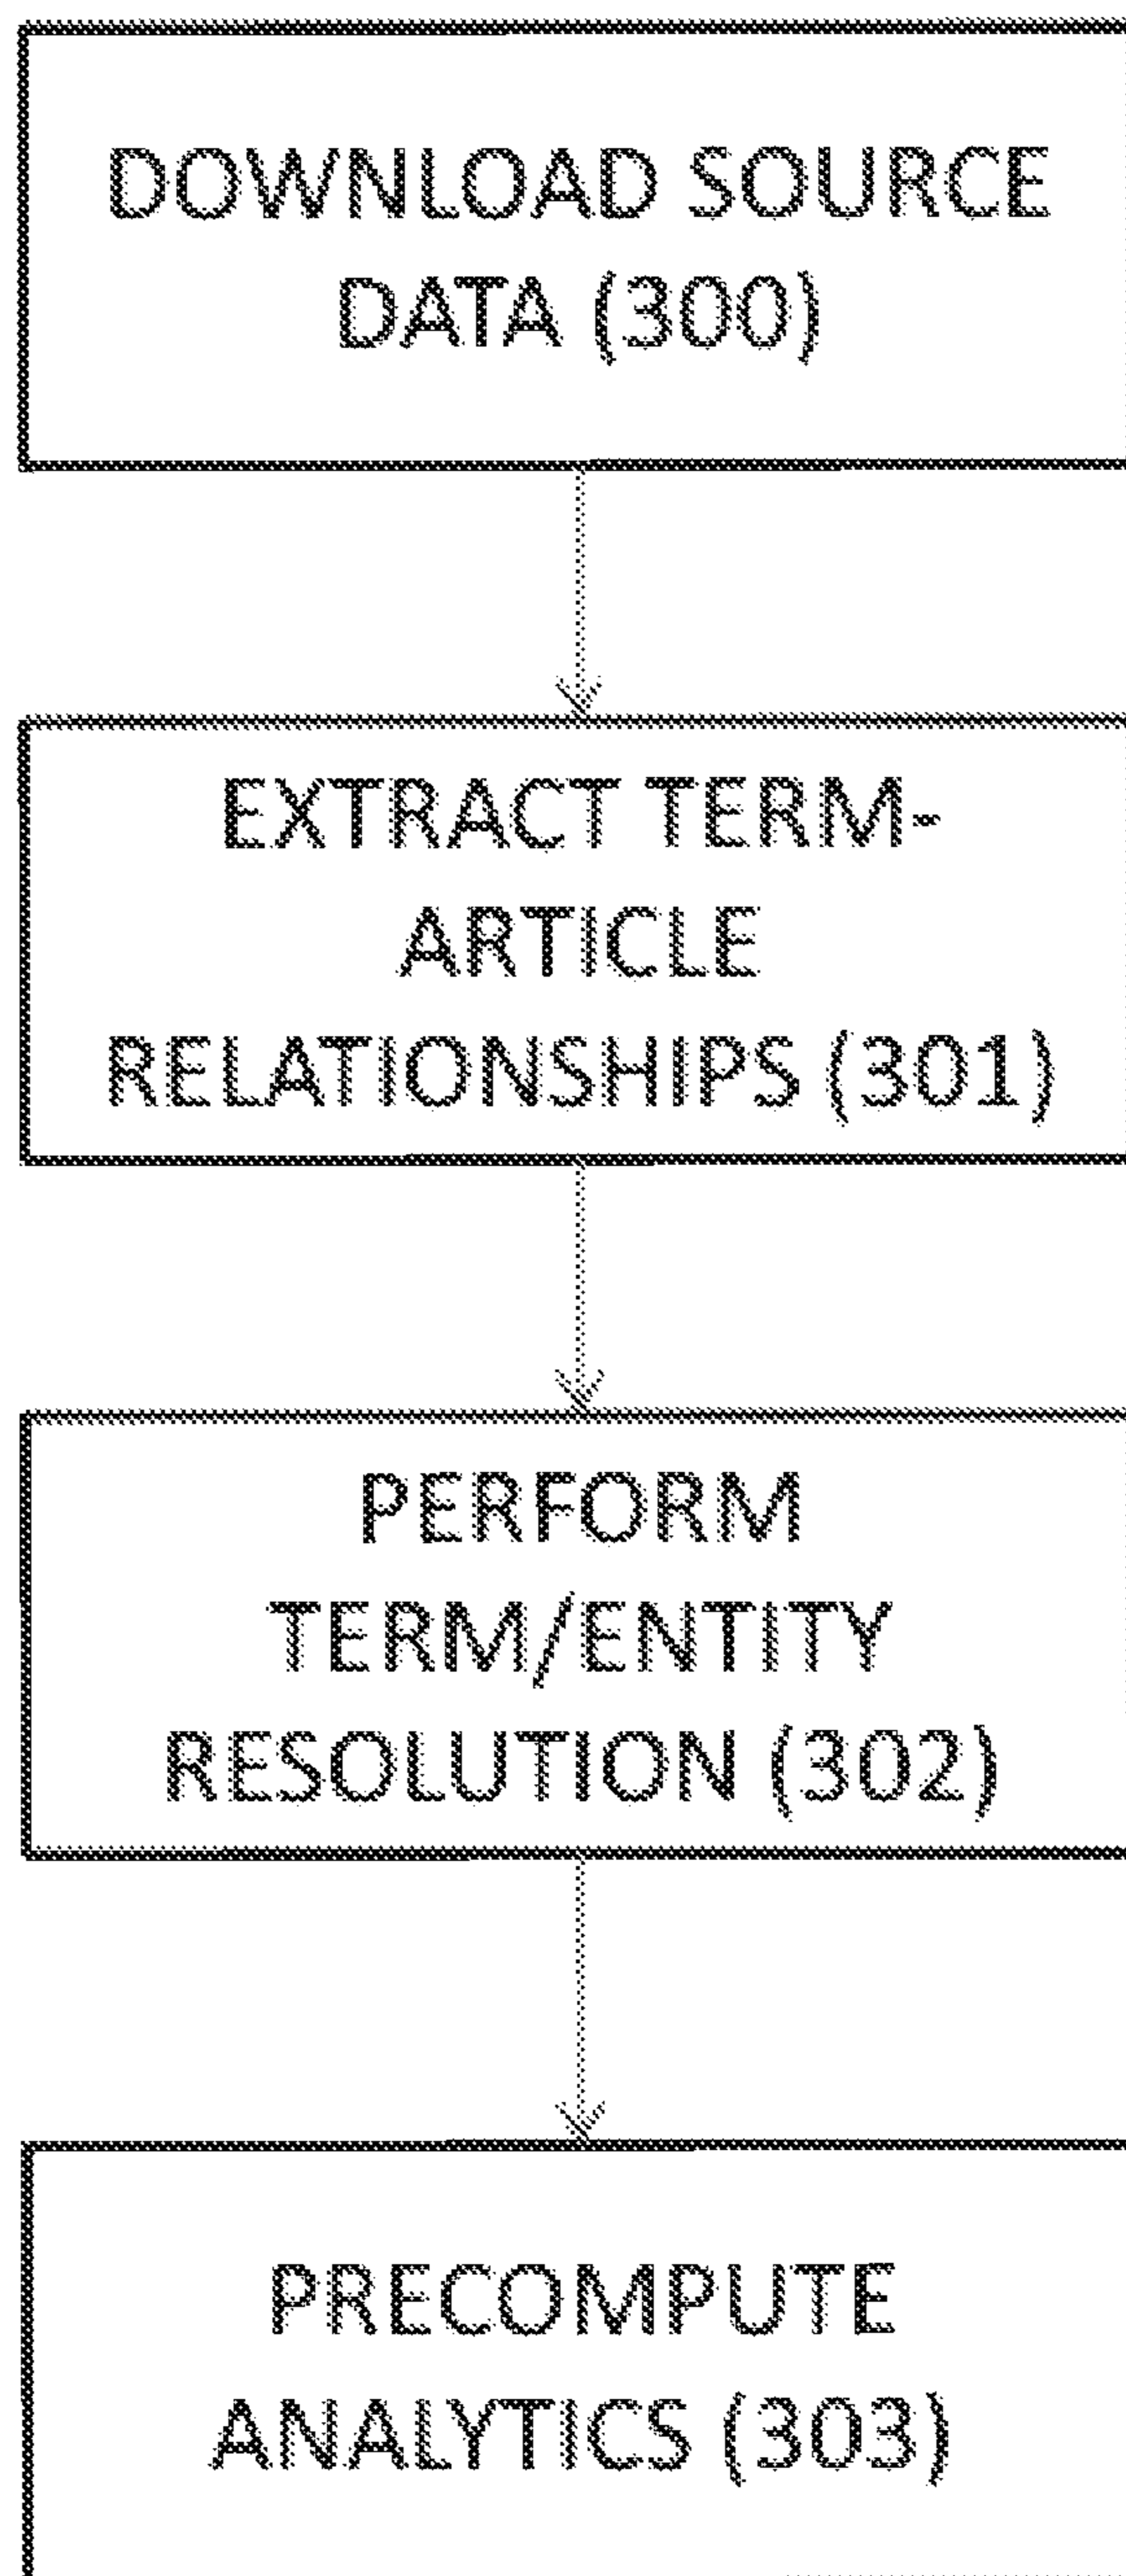 DOWNLOAD SOURCE
DATA (300)
EXTRACT TERM-
ARTICLE
RELATIONSHIPS (301)
PERFORM
TERM/ENTITY
RESOLUTION (302)
PRECOMPUTE
ANALYTICS (303)